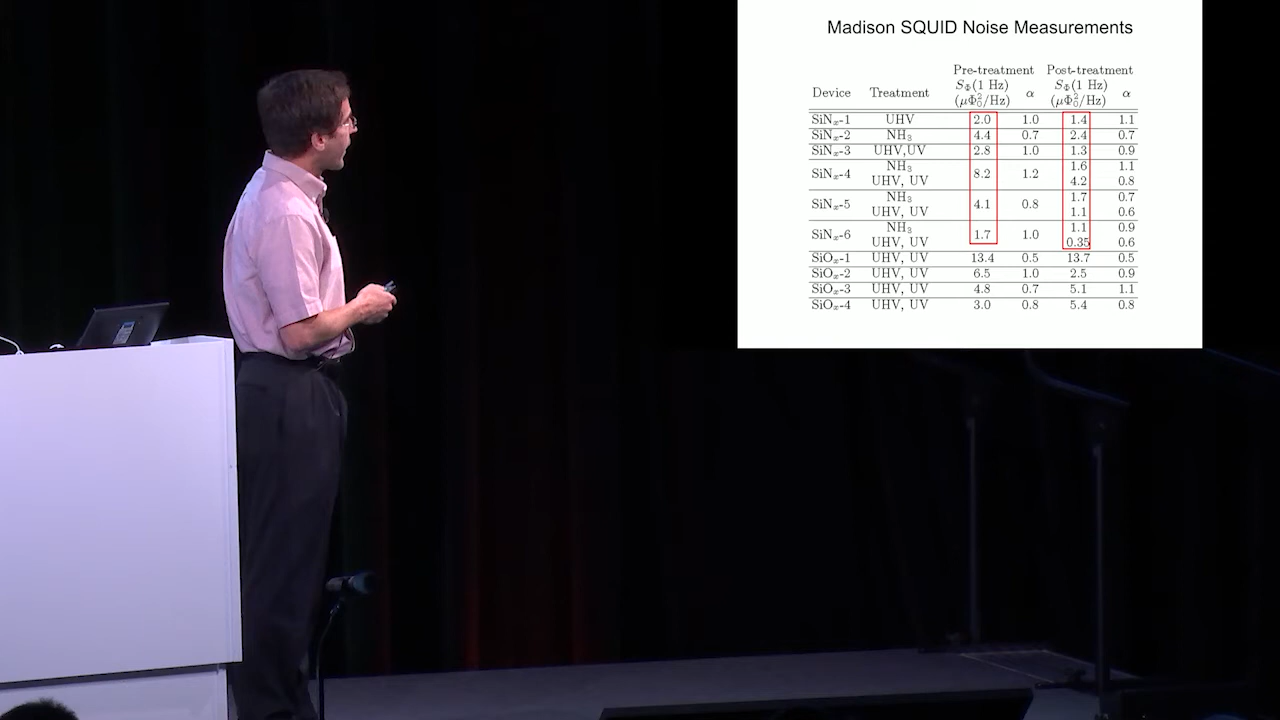 Madison SQUID Noise Measurements
Pre-treatment Post-treatment
S_Φ(1 Hz) S_Φ(1 Hz)
Device Treatment (μΦ₀²/Hz) α (μΦ₀²/Hz) α
SiNₓ-1 UHV 2.0 1.0 1.4 1.1
SiNₓ-2 NH₃ 4.4 0.7 2.4 0.7
SiNₓ-3 UHV,UV 2.8 1.0 1.3 0.9
SiNₓ-4 NH₃ 8.2 1.2 1.6 1.1
UHV, UV 4.2 0.8
SiNₓ-5 NH₃ 4.1 0.8 1.7 0.7
UHV, UV 1.1 0.6
SiNₓ-6 NH₃ 1.7 1.0 1.1 0.9
UHV, UV 0.35 0.6
SiOₓ-1 UHV, UV 13.4 0.5 13.7 0.5
SiOₓ-2 UHV, UV 6.5 1.0 2.5 0.9
SiOₓ-3 UHV, UV 4.8 0.7 5.1 1.1
SiOₓ-4 UHV, UV 3.0 0.8 5.4 0.8